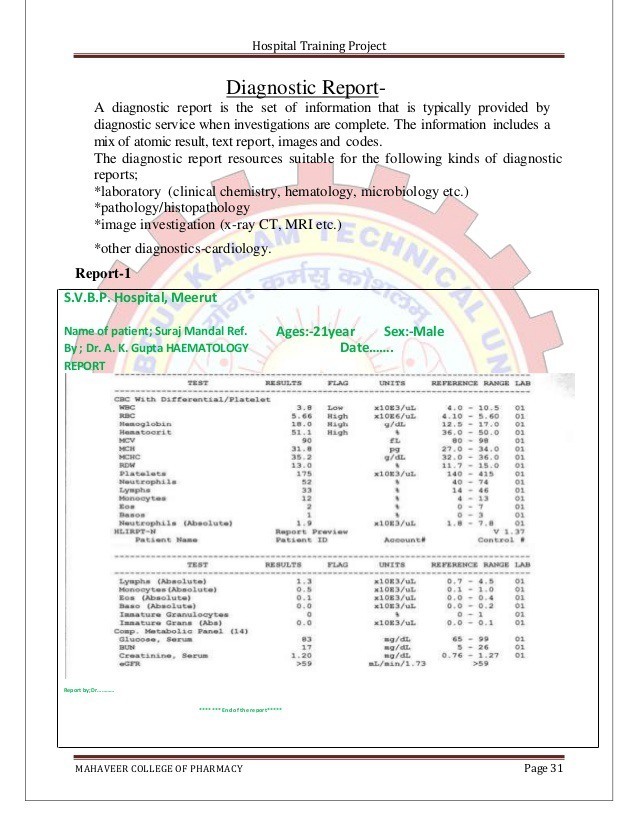 Hospital Training Project
Diagnostic Report-
A diagnostic report is the set of information that is typically provided by
diagnostic service when investigations are complete. The information includes a
mix of atomic result, text report, images and codes.
The diagnostic report resources suitable for the following kinds of diagnostic
reports;
*laboratory (clinical chemistry, hematology, microbiology etc.)
*pathology/histopathology
*image investigation (x-ray CT, MRI etc.)
*other diagnostics-cardiology.
Report-1
S.V.B.P. Hospital, Meerut
Name of patient; Suraj Mandal Ref. Ages:-21year Sex:-Male
By ; Dr. A. K. Gupta HAEMATOLOGY Date…….
REPORT
TEST RESULTS FLAG UNITS REFERENCE RANGE LAB
CBC With Differential/Platelet
WBC 3.8 Low x10E3/uL 4.0 - 10.5 01
RBC 5.66 High x10E6/uL 4.10 - 5.60 01
Hemoglobin 18.0 High g/dL 12.5 - 17.0 01
Hematocrit 51.1 High % 36.0 - 50.0 01
MCV 90 fL 80 - 98 01
MCH 31.8 pg 27.0 - 34.0 01
MCHC 35.2 g/dL 32.0 - 36.0 01
RDW 13.0 % 11.7 - 15.0 01
Platelets 175 x10E3/uL 140 - 415 01
Neutrophils 52 % 40 - 74 01
Lymphs 33 % 14 - 46 01
Monocytes 12 % 4 - 13 01
Eos 2 % 0 - 7 01
Basos 1 % 0 - 3 01
Neutrophils (Absolute) 1.9 x10E3/uL 1.8 - 7.8 01
HLIRPT-H Report Preview V 1.37
Patient Name Patient ID Account# Control #
TEST RESULTS FLAG UNITS REFERENCE RANGE LAB
Lymphs (Absolute) 1.3 x10E3/uL 0.7 - 4.5 01
Monocytes(Absolute) 0.5 x10E3/uL 0.1 - 1.0 01
Eos (Absolute) 0.1 x10E3/uL 0.0 - 0.4 01
Baso (Absolute) 0.0 x10E3/uL 0.0 - 0.2 01
Immature Granulocytes 0 % 0 - 1 01
Immature Grans (Abs) 0.0 x10E3/uL 0.0 - 0.1 01
Comp. Metabolic Panel (14)
Glucose, Serum 83 mg/dL 65 - 99 01
BUN 17 mg/dL 5 - 26 01
Creatinine, Serum 1.20 mg/dL 0.76 - 1.27 01
eGFR >59 mL/min/1.73 >59
Report by; Dr............
*******End of the report*****
MAHAVEER COLLEGE OF PHARMACY Page 31
KALAM TECHNICAL UN
योगः कर्मसु कौशलम्